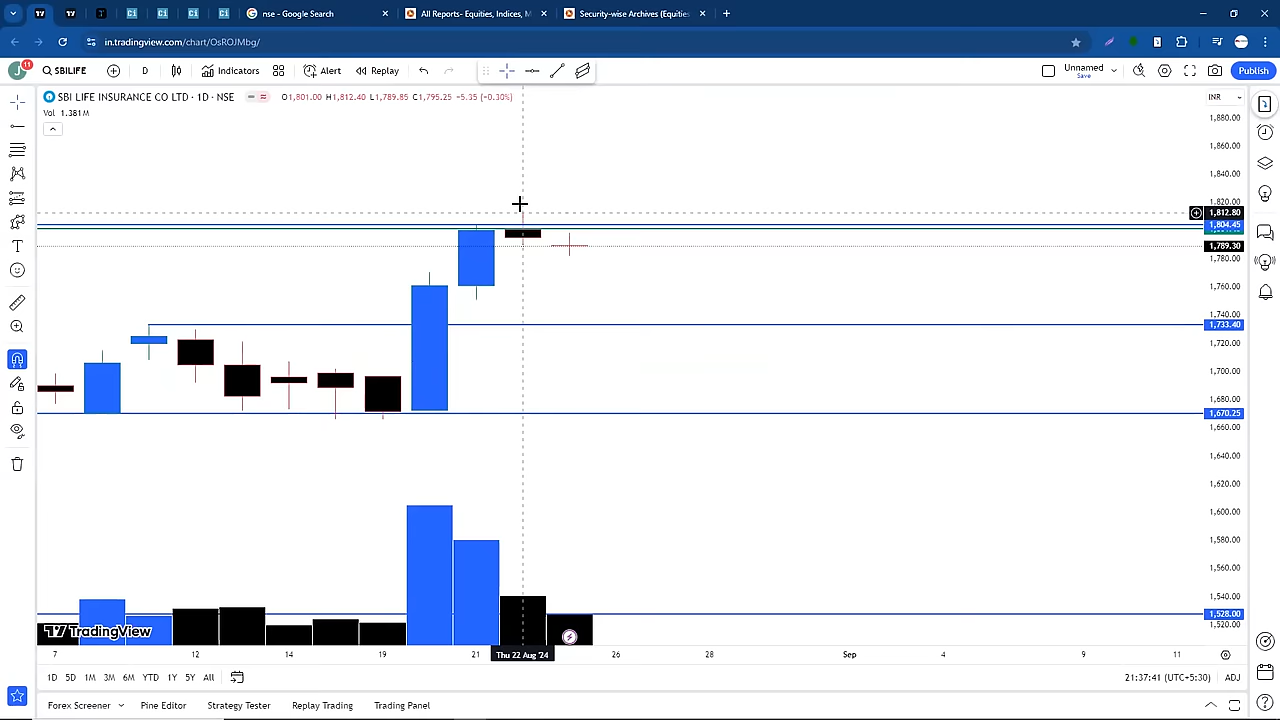 nse - Google Search
All Reports - Equities, Indices, M
Security-wise Archives (Equities
in.tradingview.com/chart/OsROJMbg/
11
SBILIFE
D
Indicators
Alert
Replay
Unnamed
Save
Publish
SBI LIFE INSURANCE CO LTD · 1D · NSE
O1,801.00 H1,812.40 L1,789.85 C1,795.25 -5.35 (-0.30%)
INR
Vol 1.381 M
1,880.00
1,860.00
1,840.00
1,820.00
1,812.80
1,804.45
1,789.30
1,780.00
1,760.00
1,740.00
1,733.40
1,720.00
1,700.00
1,680.00
1,670.25
1,660.00
1,640.00
1,620.00
1,600.00
1,580.00
1,560.00
1,540.00
1,520.00
TradingView
7
12
14
19
21
Thu 22 Aug '24
26
28
Sep
5
9
11
1D 5D 1M 3M 6M YTD 1Y 5Y All
21:37:41 (UTC+5:30)
ADJ
Forex Screener
Pine Editor
Strategy Tester
Replay Trading
Trading Panel